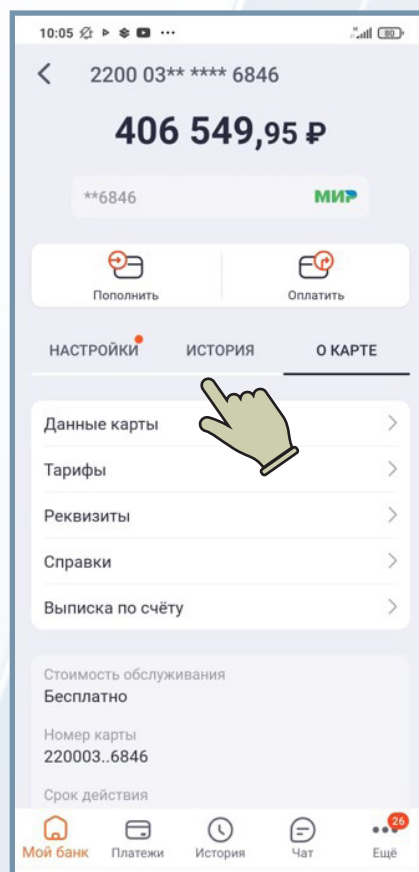 10:05
80
2200 03** **** 6846
406 549,95 ₽
**6846 МИР
Пополнить Оплатить
НАСТРОЙКИ ИСТОРИЯ О КАРТЕ
Данные карты
Тарифы
Реквизиты
Справки
Выписка по счёту
Стоимость обслуживания
Бесплатно
Номер карты
220003..6846
Срок действия
26
Мой банк Платежи История Чат Ещё